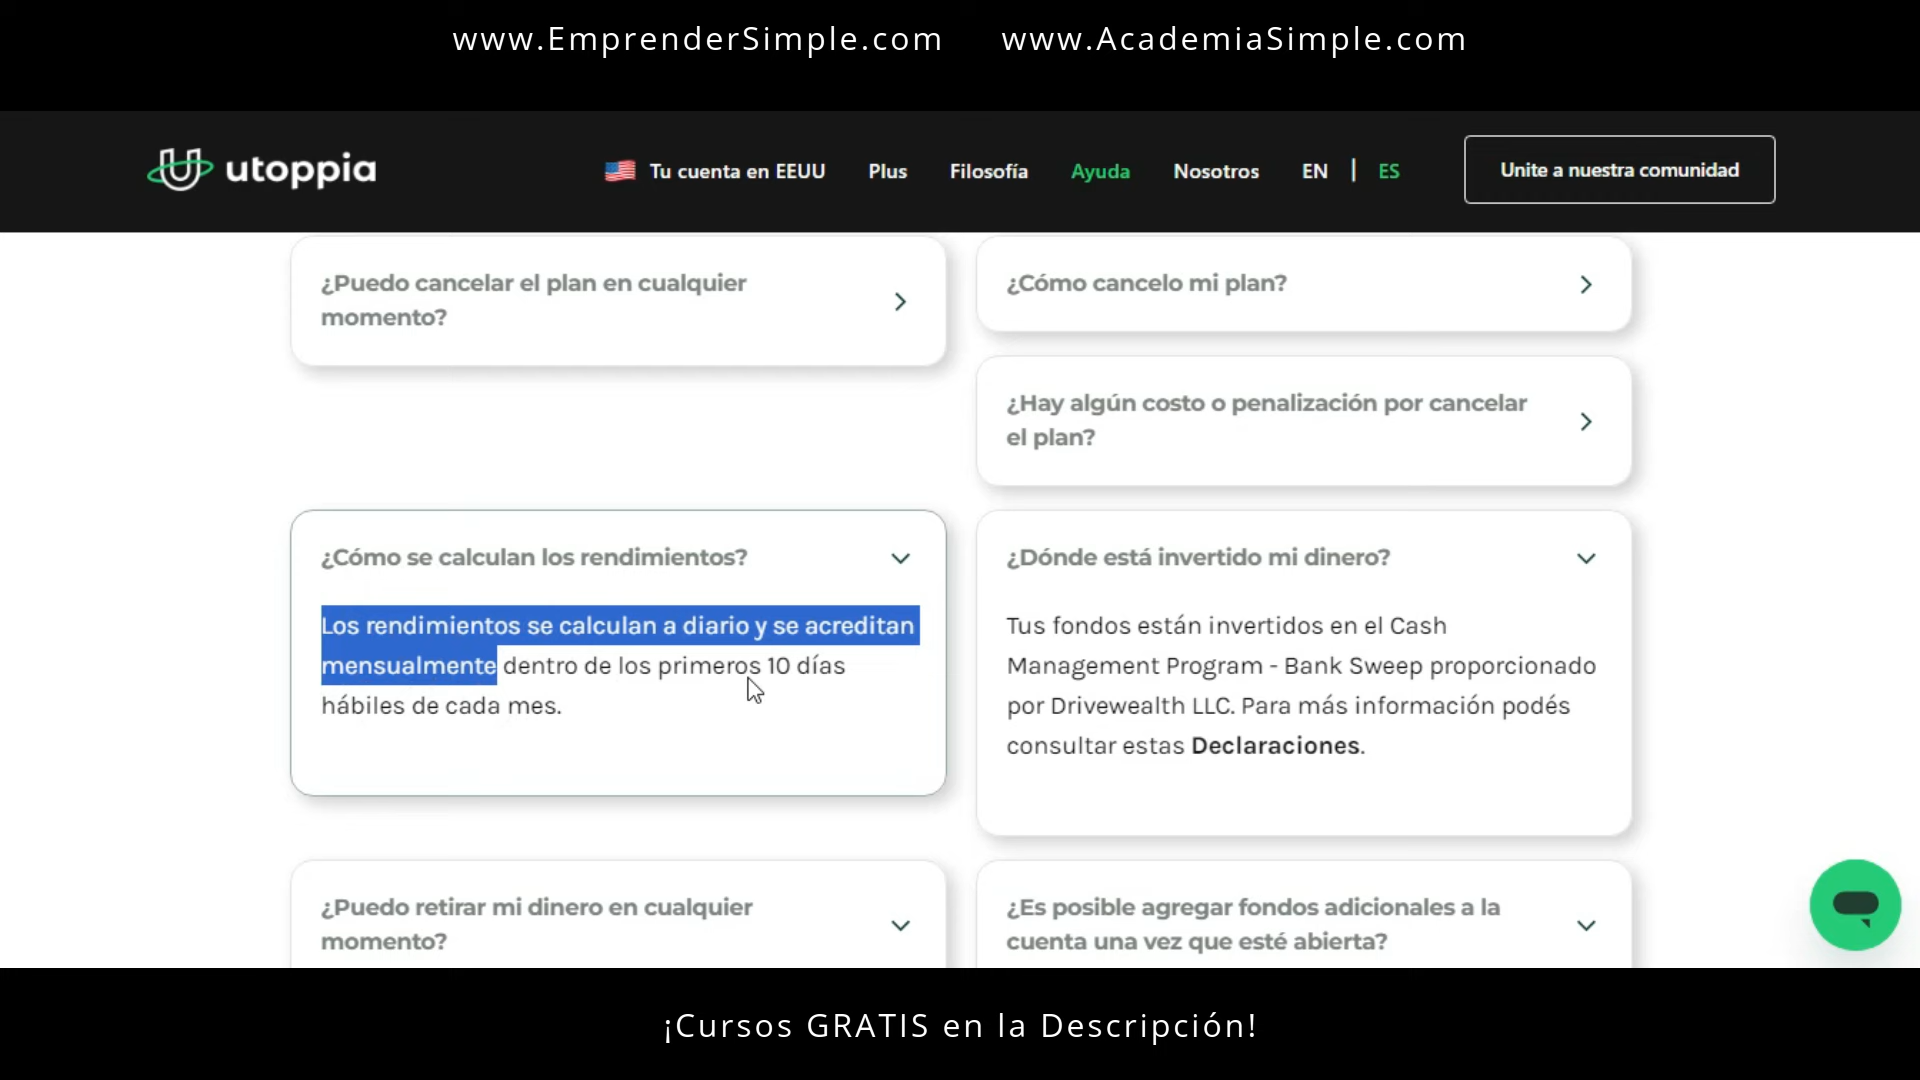 www.EmprenderSimple.com www.AcademiaSimple.com
utoppia Tu cuenta en EEUU Plus Filosofía Ayuda Nosotros EN | ES Unite a nuestra comunidad
¿Puedo cancelar el plan en cualquier
momento?
¿Cómo cancelo mi plan?
¿Hay algún costo o penalización por cancelar
el plan?
¿Cómo se calculan los rendimientos?
Los rendimientos se calculan a diario y se acreditan
mensualmente dentro de los primeros 10 días
hábiles de cada mes.
¿Dónde está invertido mi dinero?
Tus fondos están invertidos en el Cash
Management Program - Bank Sweep proporcionado
por Drivewealth LLC. Para más información podés
consultar estas Declaraciones.
¿Puedo retirar mi dinero en cualquier
momento?
¿Es posible agregar fondos adicionales a la
cuenta una vez que esté abierta?
¡Cursos GRATIS en la Descripción!